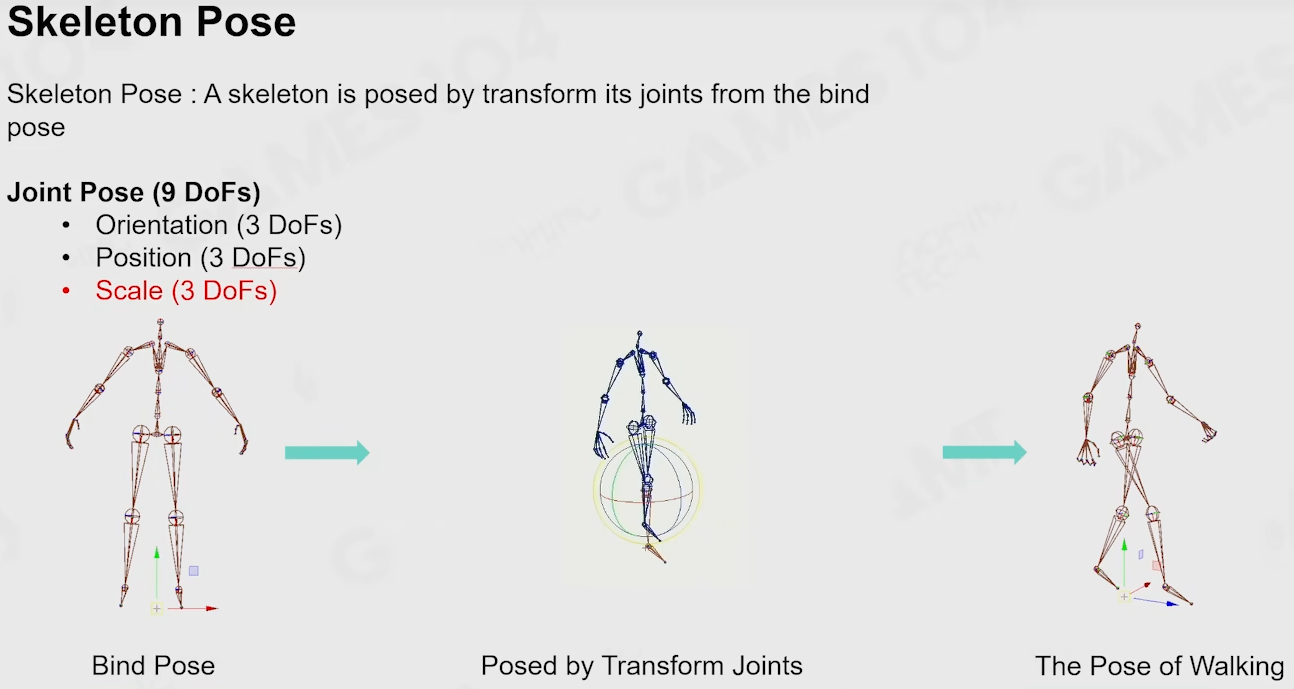 Skeleton Pose
Skeleton Pose : A skeleton is posed by transform its joints from the bind
pose
Joint Pose (9 DoFs)
• Orientation (3 DoFs)
• Position (3 DoFs)
• Scale (3 DoFs)
Bind Pose
Posed by Transform Joints
The Pose of Walking
GAMES104